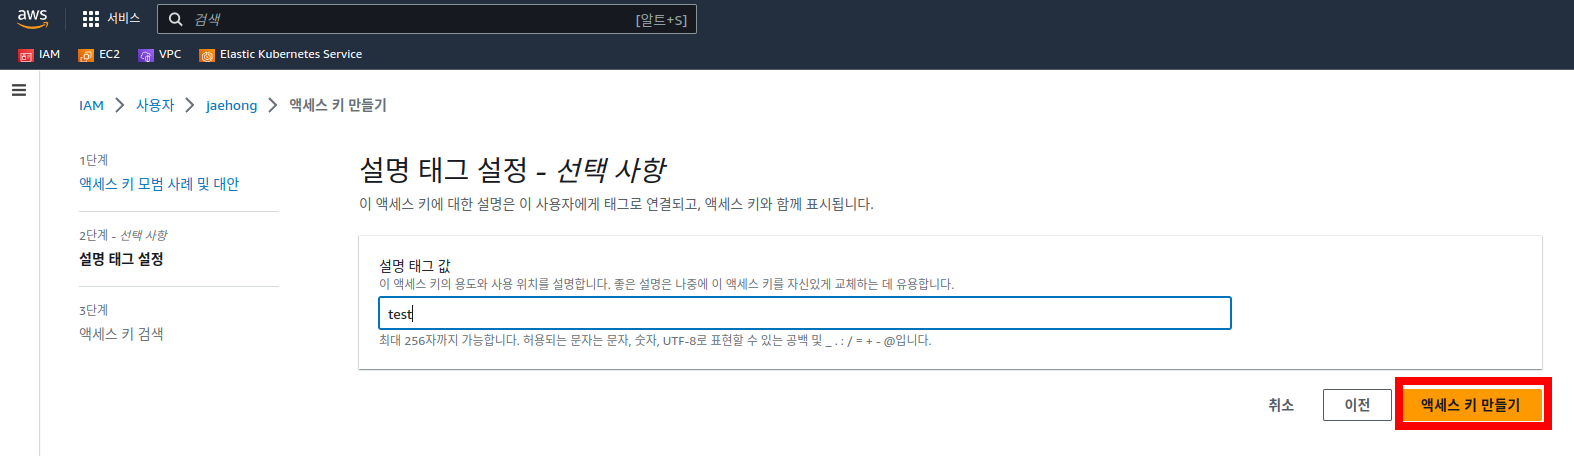 aws
서비스
검색
[알트+S]
IAM
EC2
VPC
Elastic Kubernetes Service
IAM > 사용자 > jaehong > 액세스 키 만들기
1단계
액세스 키 모범 사례 및 대안
2단계 - 선택 사항
설명 태그 설정
3단계
액세스 키 검색
설명 태그 설정 - 선택 사항
이 액세스 키에 대한 설명은 이 사용자에게 태그로 연결되고, 액세스 키와 함께 표시됩니다.
설명 태그 값
이 액세스 키의 용도와 사용 위치를 설명합니다. 좋은 설명은 나중에 이 액세스 키를 자신있게 교체하는 데 유용합니다.
test
최대 256자까지 가능합니다. 허용되는 문자는 문자, 숫자, UTF-8로 표현할 수 있는 공백 및 _ . : / = + - @입니다.
취소
이전
액세스 키 만들기